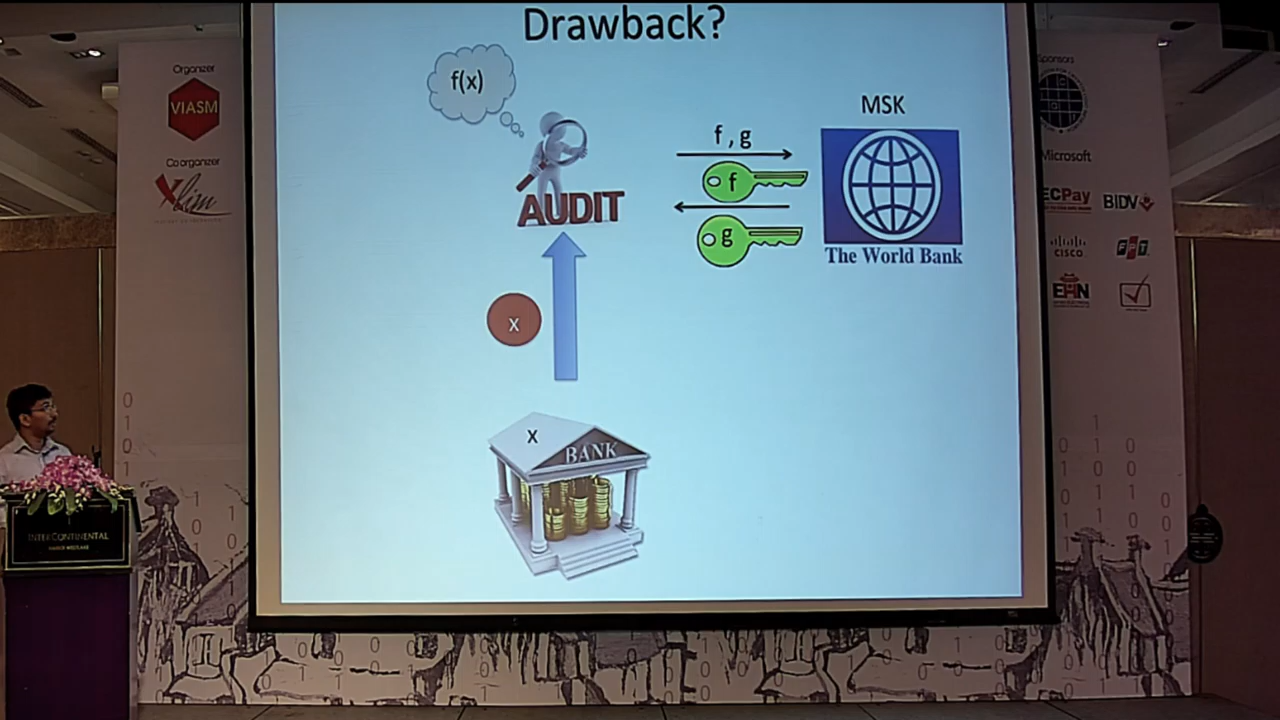 Drawback?
f(x)
MSK
f , g
f
g
AUDIT
The World Bank
x
x
BANK
Organizer
VIASM
Co organizer
Xlim
Sponsors
Microsoft
ECPay
BIDV
CISCO
FPT
INTERCONTINENTAL